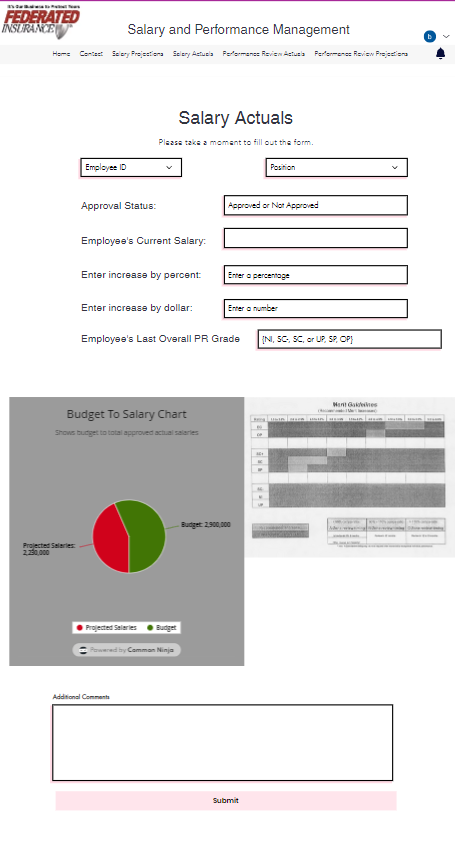 It's Our Business to Protect Yours
FEDERATED
INSURANCE
Salary and Performance Management
b
Home Contact Salary Projections Salary Actuals Performance Review Actuals Performance Review Projections
Salary Actuals
Please take a moment to fill out the form.
Employee ID Position
Approval Status: Approved or Not Approved
Employee's Current Salary:
Enter increase by percent: Enter a percentage
Enter increase by dollar: Enter a number
Employee's Last Overall PR Grade {NI, SC-, SC, or UP, SP, OP}
Budget To Salary Chart
Shows budget to total approved actual salaries
Budget: 2,900,000
Projected Salaries:
2,230,000
Projected Salaries Budget
Powered by Common Ninja
Merit Guidelines
Additional Comments
Submit